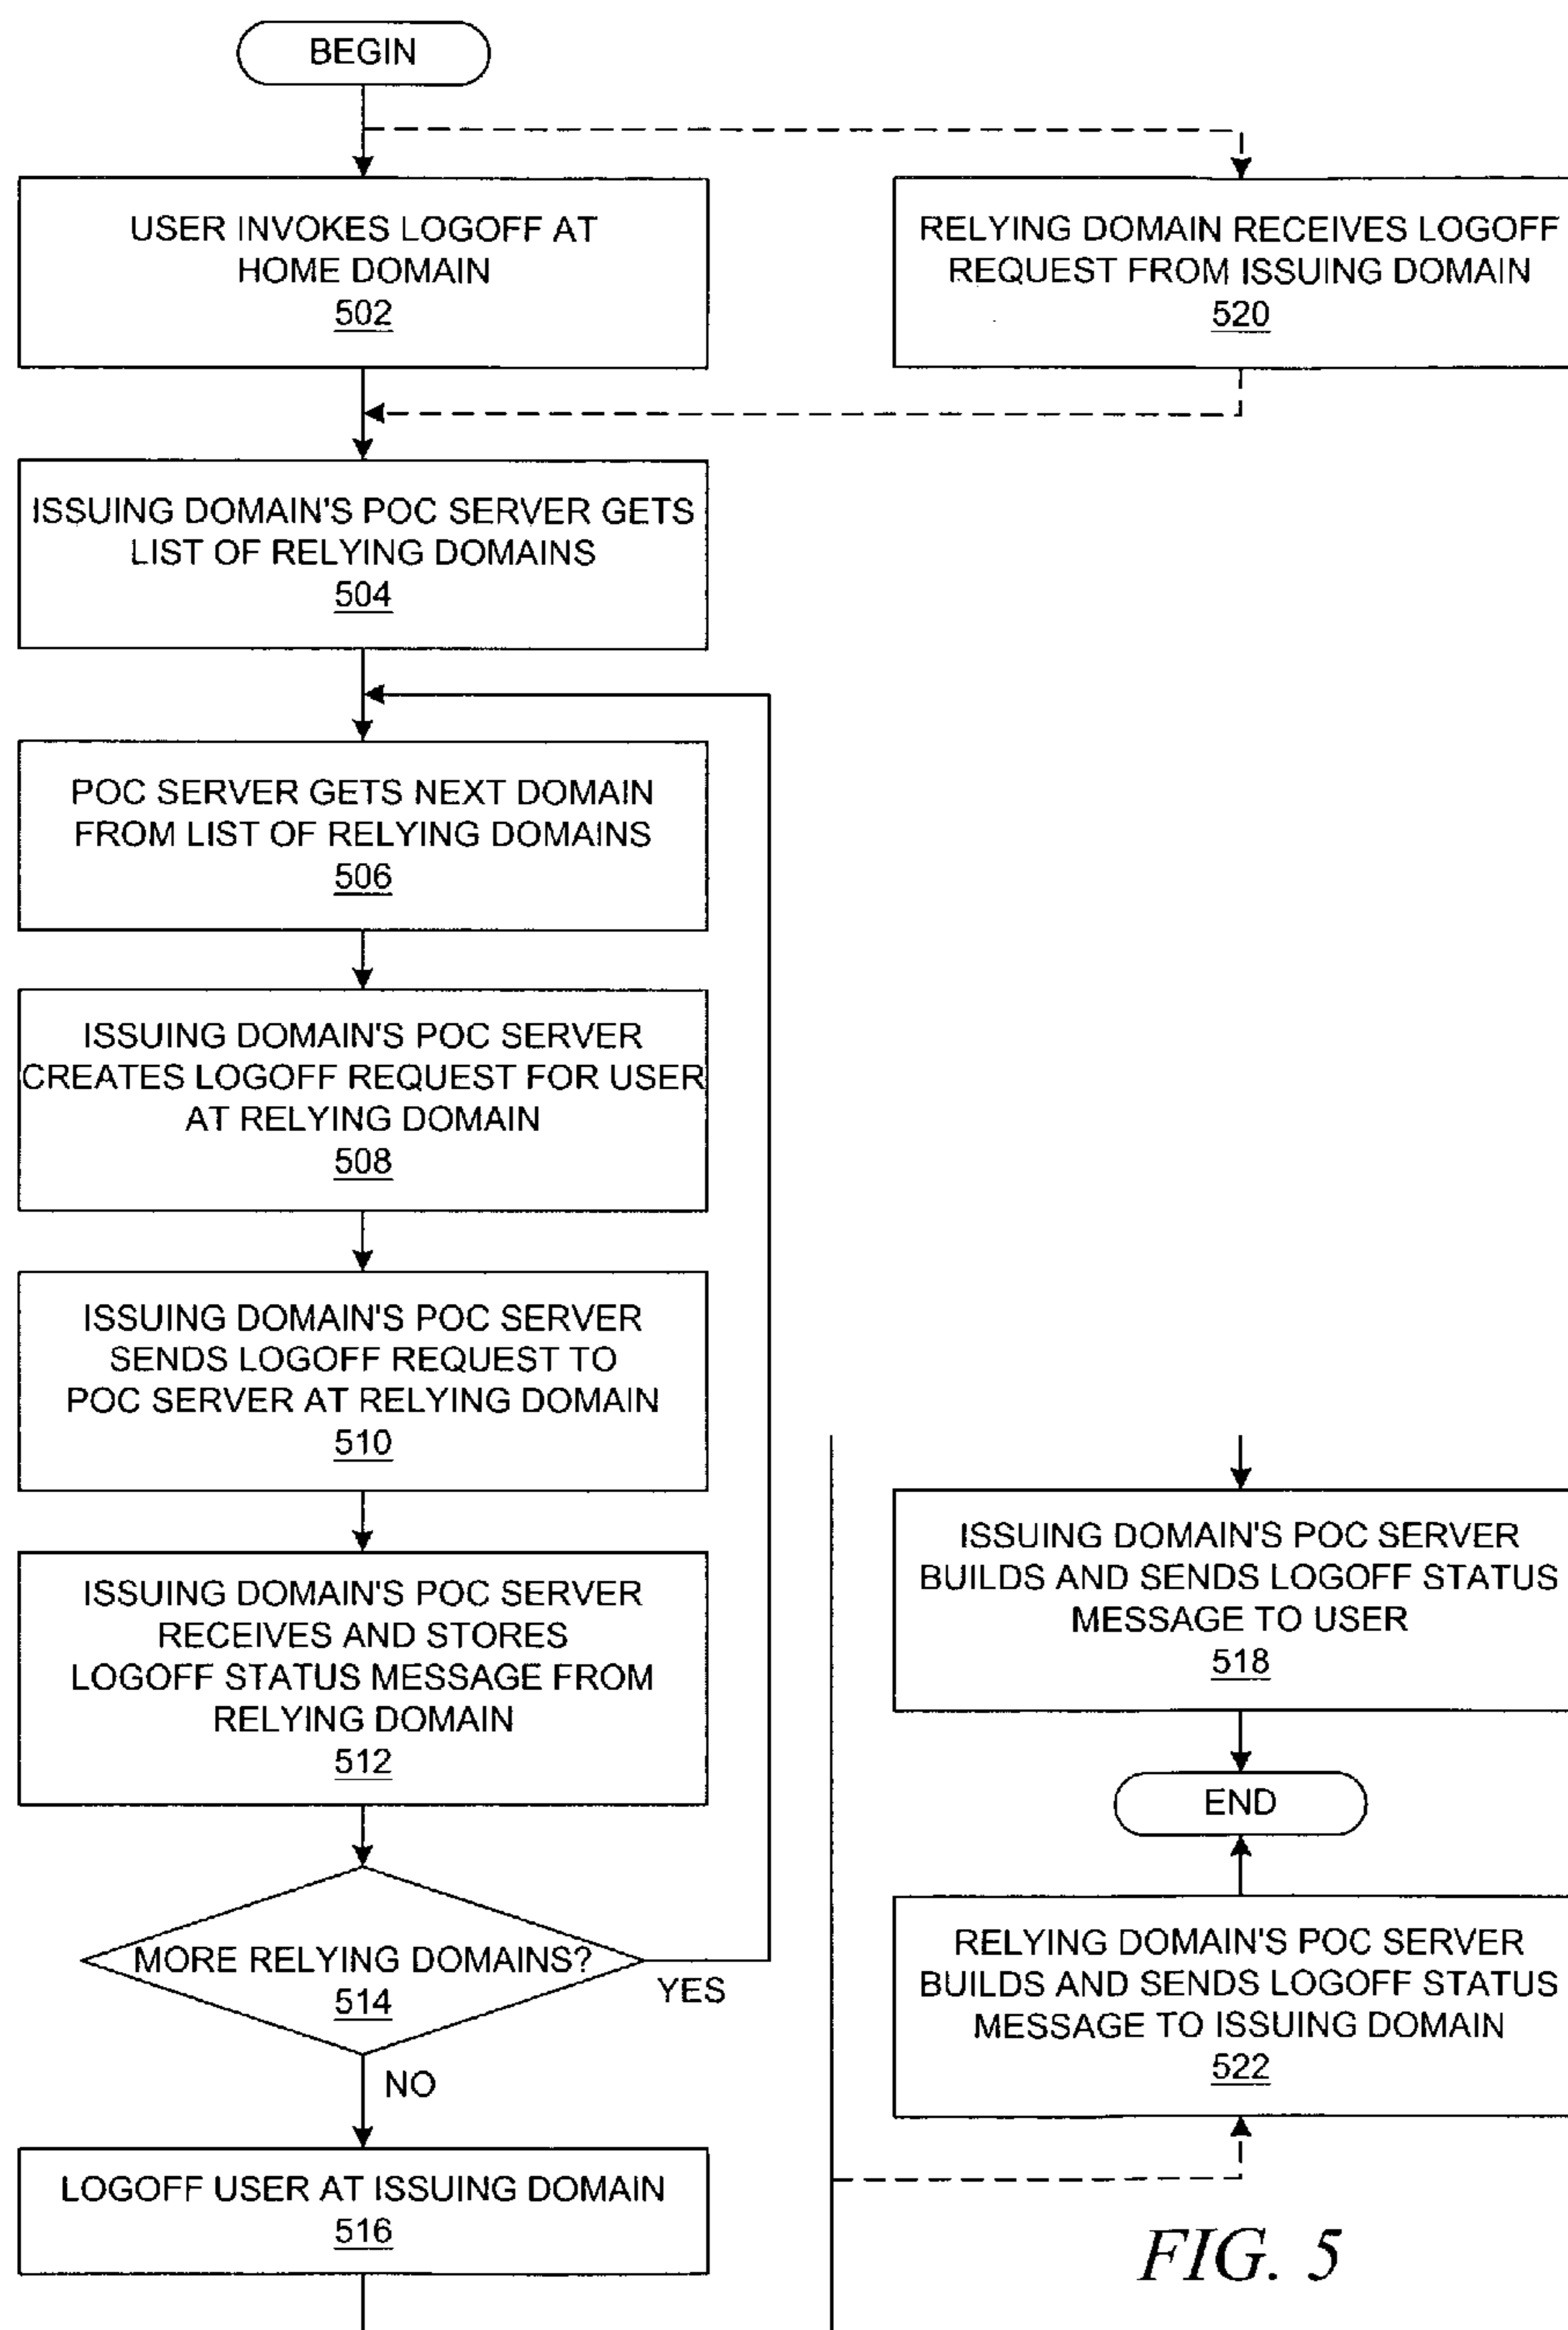 BEGIN
USER INVOKES LOGOFF AT
HOME DOMAIN
502
RELYING DOMAIN RECEIVES LOGOFF
REQUEST FROM ISSUING DOMAIN
520
ISSUING DOMAIN'S POC SERVER GETS
LIST OF RELYING DOMAINS
504
POC SERVER GETS NEXT DOMAIN
FROM LIST OF RELYING DOMAINS
506
ISSUING DOMAIN'S POC SERVER
CREATES LOGOFF REQUEST FOR USER
AT RELYING DOMAIN
508
ISSUING DOMAIN'S POC SERVER
SENDS LOGOFF REQUEST TO
POC SERVER AT RELYING DOMAIN
510
ISSUING DOMAIN'S POC SERVER
RECEIVES AND STORES
LOGOFF STATUS MESSAGE FROM
RELYING DOMAIN
512
MORE RELYING DOMAINS?
514
YES
NO
LOGOFF USER AT ISSUING DOMAIN
516
ISSUING DOMAIN'S POC SERVER
BUILDS AND SENDS LOGOFF STATUS
MESSAGE TO USER
518
END
RELYING DOMAIN'S POC SERVER
BUILDS AND SENDS LOGOFF STATUS
MESSAGE TO ISSUING DOMAIN
522
FIG. 5